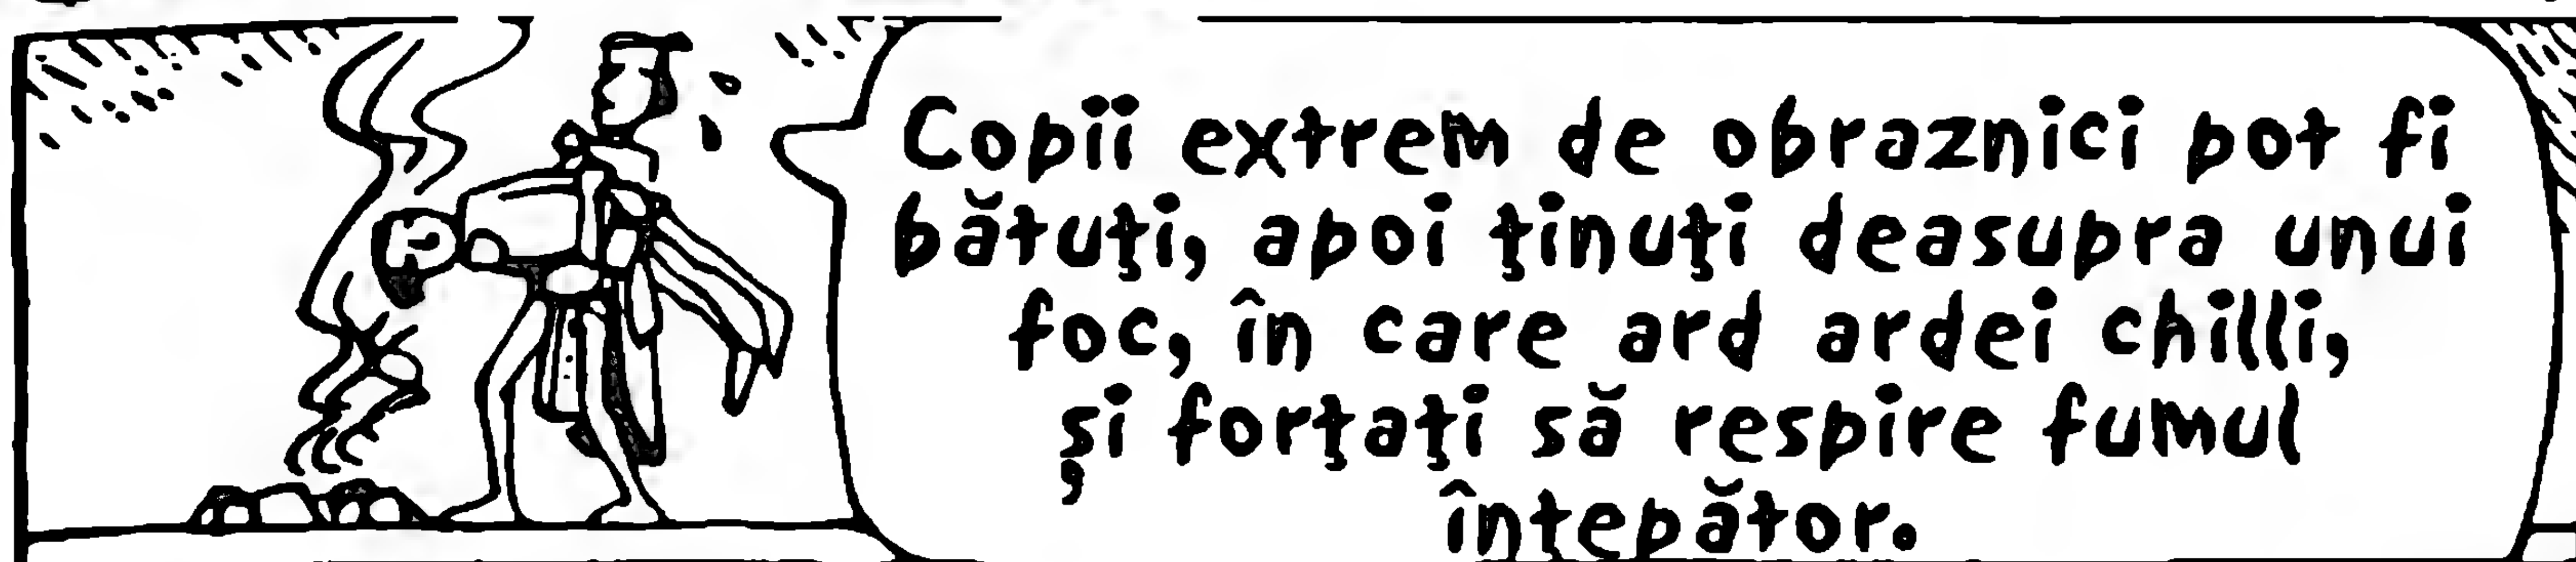 Copii extrem de obraznici pot fi
bătuţi, apoi ţinuţi deasupra unui
foc, în care ard ardei chilli,
și forţaţi să respire fumul
înţepător.